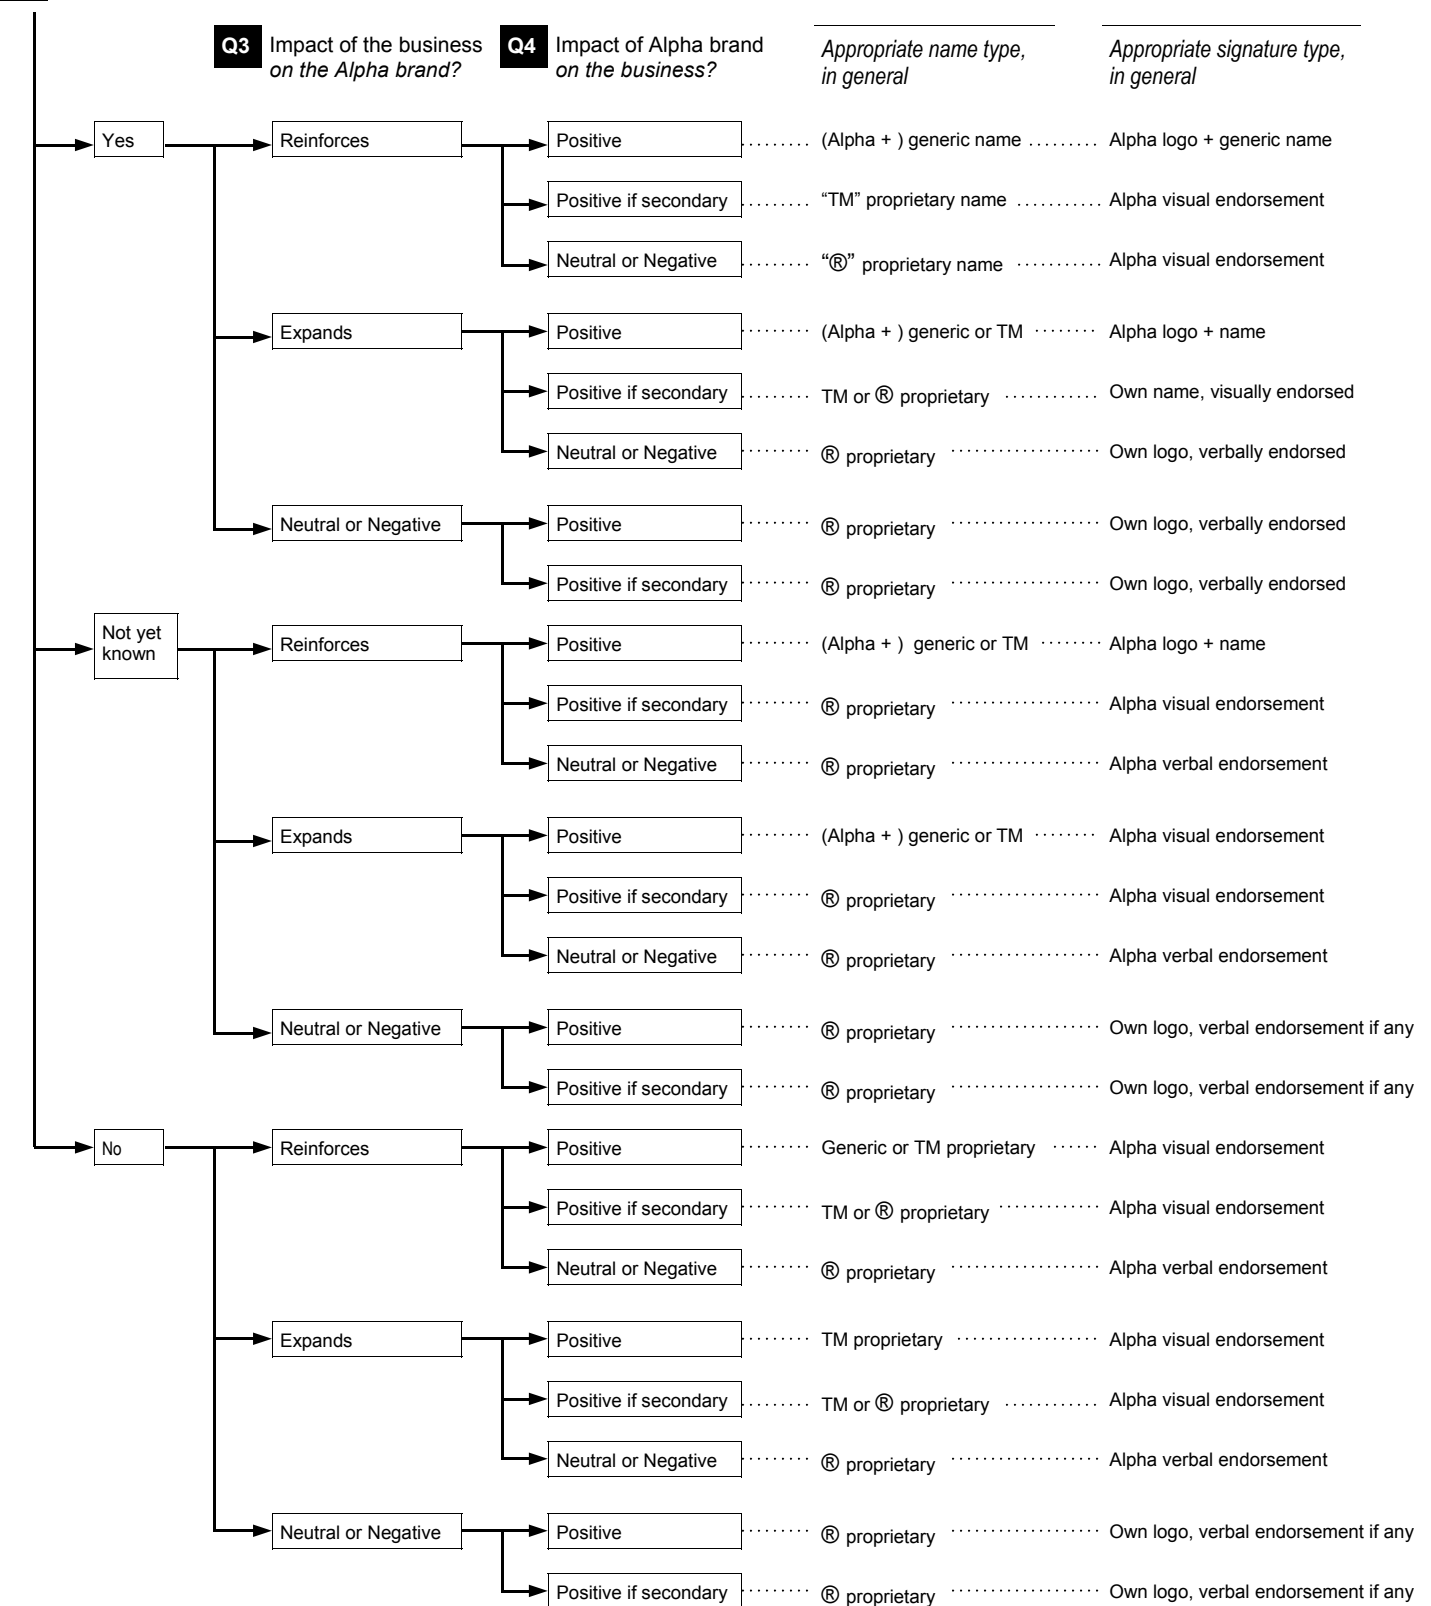 Q3 Impact of the business
on the Alpha brand?
Q4 Impact of Alpha brand
on the business?
Appropriate name type,
in general
Appropriate signature type,
in general
Yes
Reinforces
Positive (Alpha + ) generic name Alpha logo + generic name
Positive if secondary “TM” proprietary name Alpha visual endorsement
Neutral or Negative “®” proprietary name Alpha visual endorsement
Expands
Positive (Alpha + ) generic or TM Alpha logo + name
Positive if secondary TM or ® proprietary Own name, visually endorsed
Neutral or Negative ® proprietary Own logo, verbally endorsed
Neutral or Negative
Positive ® proprietary Own logo, verbally endorsed
Positive if secondary ® proprietary Own logo, verbally endorsed
Not yet
known
Reinforces
Positive (Alpha + ) generic or TM Alpha logo + name
Positive if secondary ® proprietary Alpha visual endorsement
Neutral or Negative ® proprietary Alpha verbal endorsement
Expands
Positive (Alpha + ) generic or TM Alpha visual endorsement
Positive if secondary ® proprietary Alpha visual endorsement
Neutral or Negative ® proprietary Alpha verbal endorsement
Neutral or Negative
Positive ® proprietary Own logo, verbal endorsement if any
Positive if secondary ® proprietary Own logo, verbal endorsement if any
No
Reinforces
Positive Generic or TM proprietary Alpha visual endorsement
Positive if secondary TM or ® proprietary Alpha visual endorsement
Neutral or Negative ® proprietary Alpha verbal endorsement
Expands
Positive TM proprietary Alpha visual endorsement
Positive if secondary TM or ® proprietary Alpha visual endorsement
Neutral or Negative ® proprietary Alpha verbal endorsement
Neutral or Negative
Positive ® proprietary Own logo, verbal endorsement if any
Positive if secondary ® proprietary Own logo, verbal endorsement if any